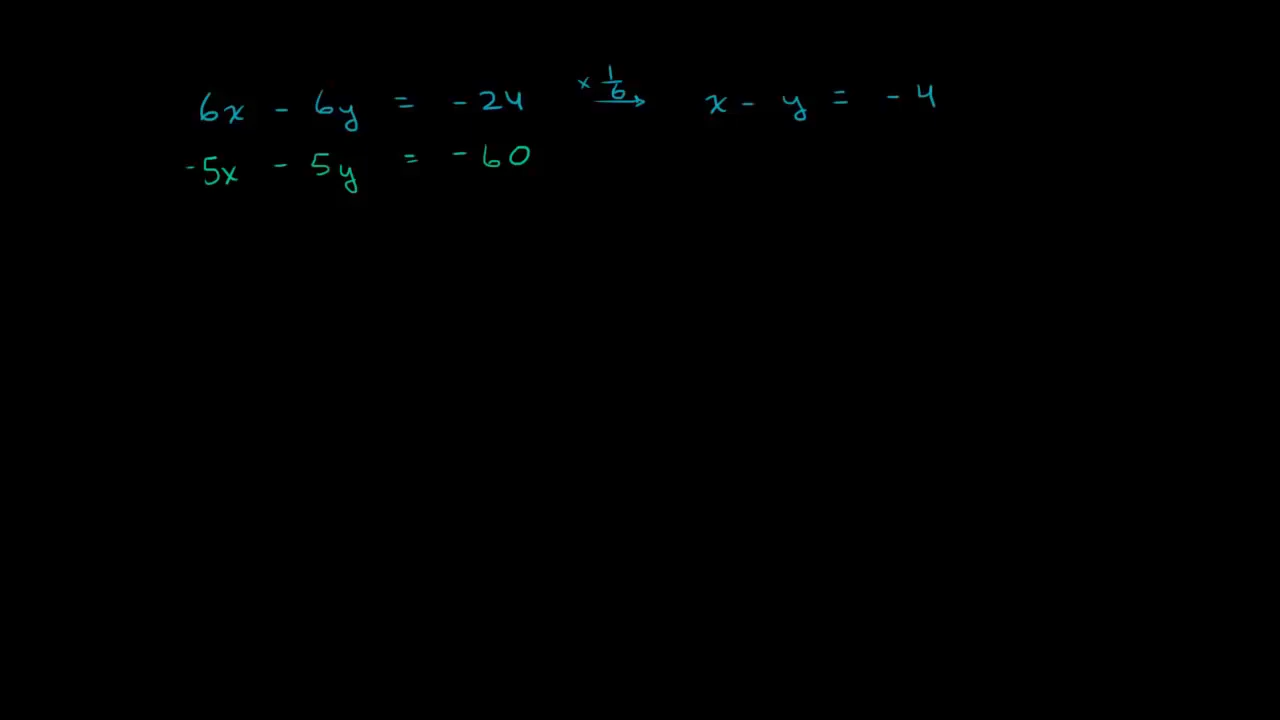 6x - 6y = -24 × 1/6 → x - y = -4
-5x - 5y = -60